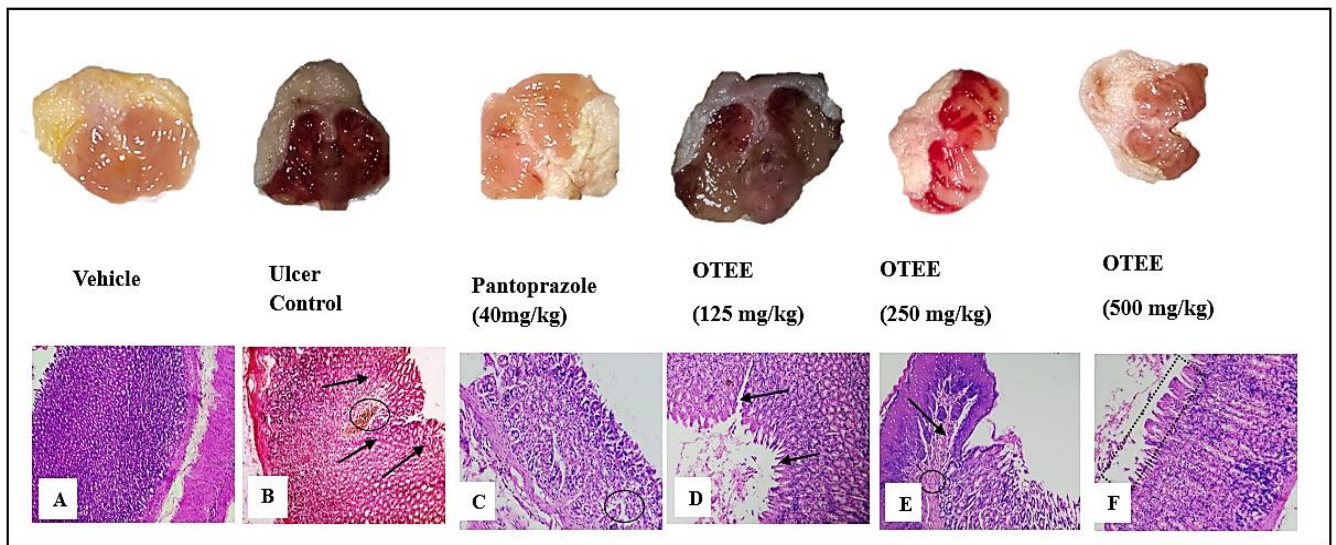 Vehicle
Ulcer
Control
Pantoprazole
(40mg/kg)
OTEE
(125 mg/kg)
OTEE
(250 mg/kg)
OTEE
(500 mg/kg)
A
B
C
D
E
F